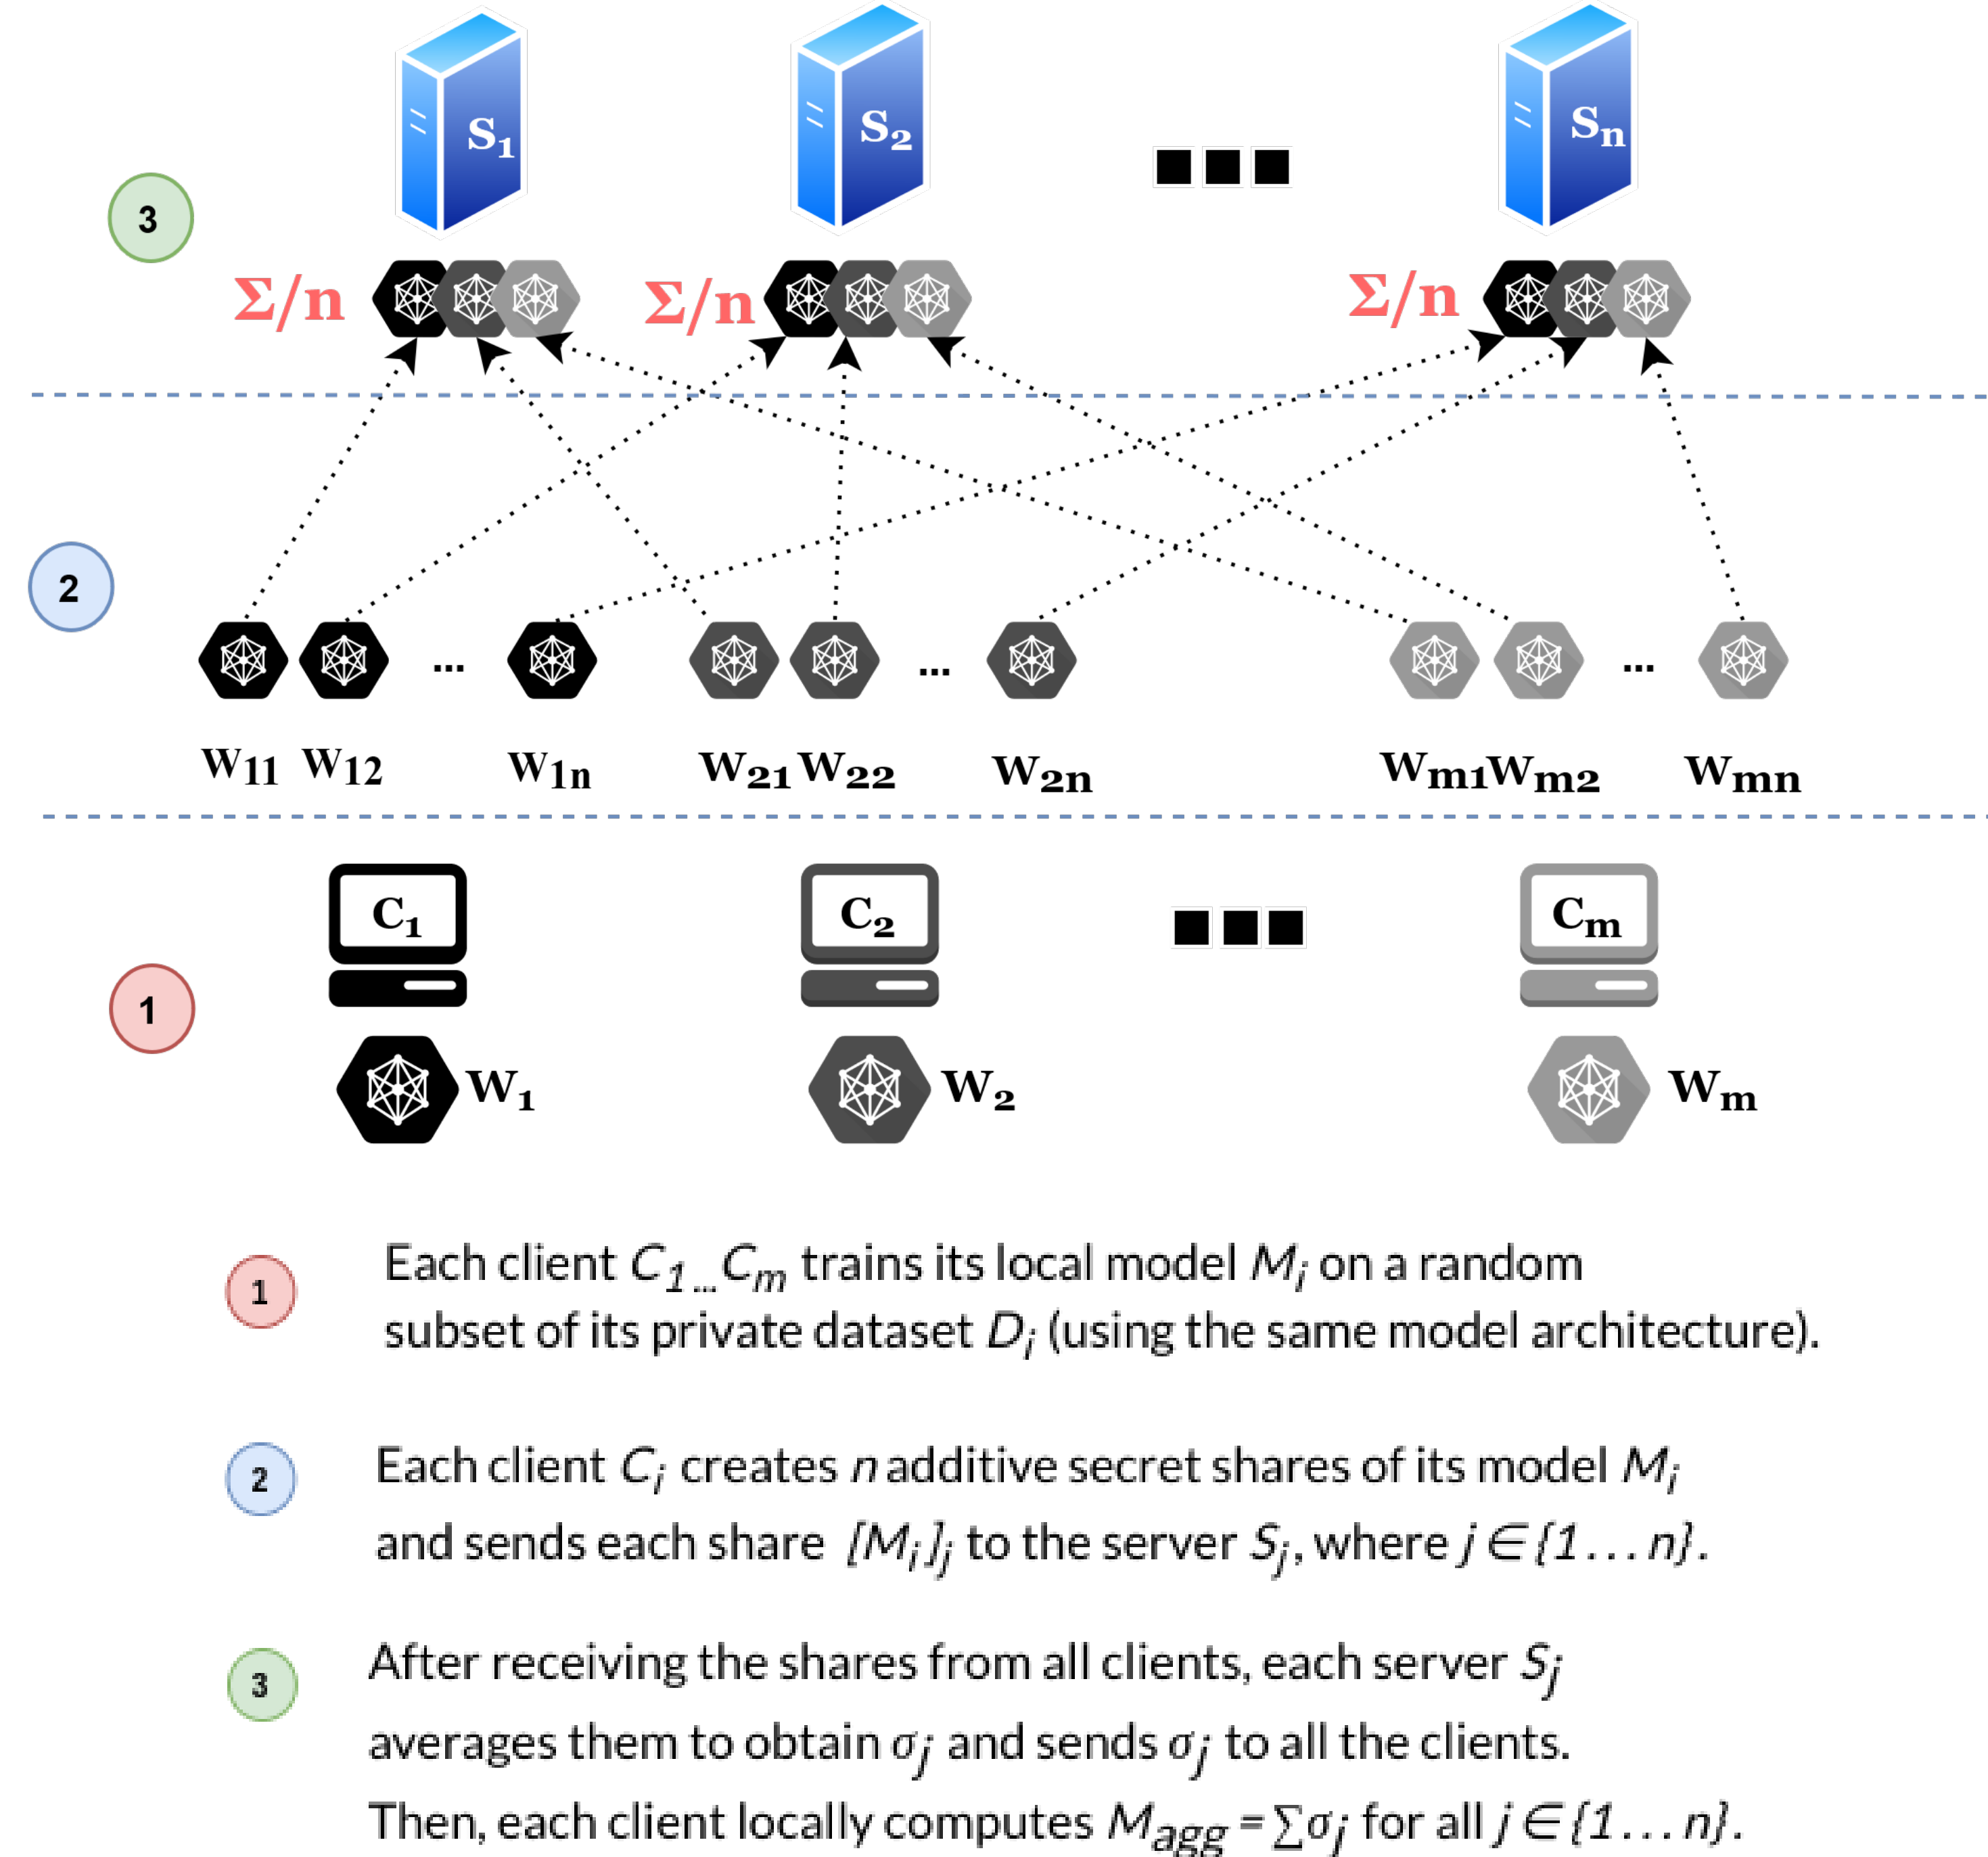 S₁ S₂ Sₙ
3
Σ/n Σ/n Σ/n
2
... ... ...
W₁₁ W₁₂ W₁ₙ W₂₁ W₂₂ W₂ₙ Wₘ₁ Wₘ₂ Wₘₙ
C₁ C₂ Cₘ
1
W₁ W₂ Wₘ
1 Each client C₁...Cₘ trains its local model Mᵢ on a random
subset of its private dataset Dᵢ (using the same model architecture).
2 Each client Cᵢ creates n additive secret shares of its model Mᵢ
and sends each share [Mᵢ]ⱼ to the server Sⱼ, where j ∈ {1 . . . n}.
3 After receiving the shares from all clients, each server Sⱼ
averages them to obtain σⱼ and sends σⱼ to all the clients.
Then, each client locally computes M_agg = ∑σⱼ for all j ∈ {1 . . . n}.